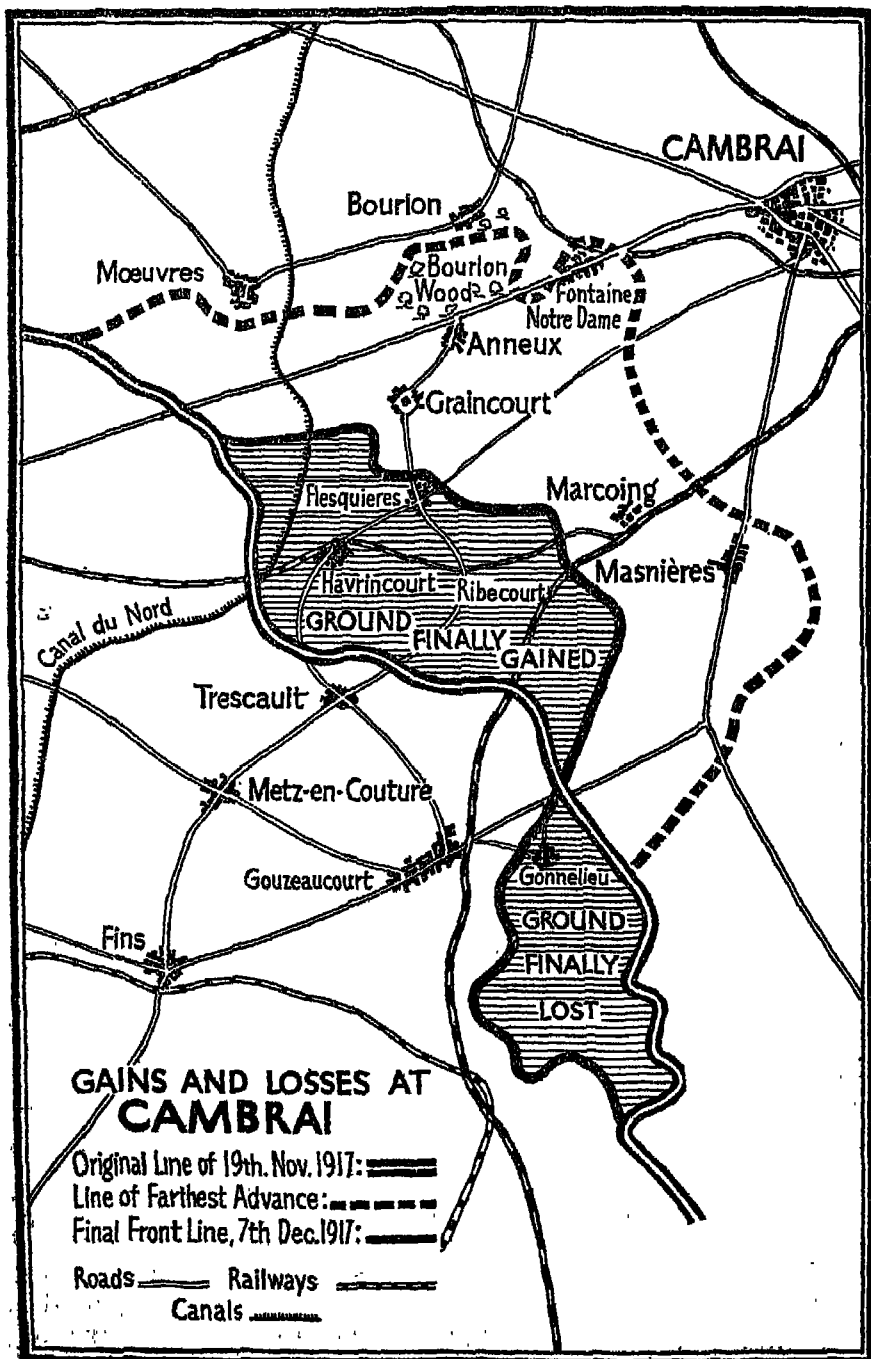 CAMBRAI
Bourlon
Mœuvres
Bourlon
Wood
Fontaine
Notre Dame
Anneux
Graincourt
Flesquieres
Marcoing
Havrincourt
Ribecourt
Masnières
Canal du Nord
GROUND
FINALLY
GAINED
Trescault
Metz-en-Couture
Gouzeaucourt
Gonnelieu
Fins
GROUND
FINALLY
LOST
GAINS AND LOSSES AT
CAMBRAI
Original Line of 19th. Nov. 1917:
Line of Farthest Advance:
Final Front Line, 7th Dec. 1917:
Roads Railways
Canals